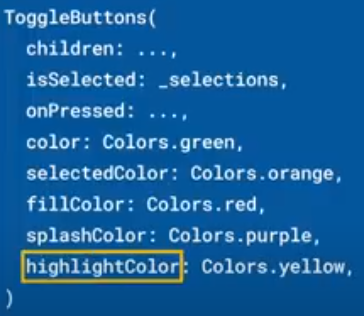 ToggleButtons(
  children: ...,
  isSelected: _selections,
  onPressed: ...,
  color: Colors.green,
  selectedColor: Colors.orange,
  fillColor: Colors.red,
  splashColor: Colors.purple,
  highlightColor: Colors.yellow,
)